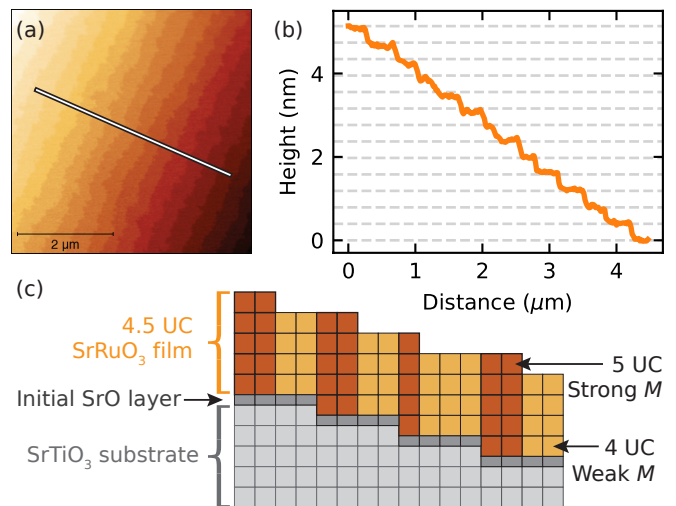 (a)
2 μm
(b)
Height (nm)
4
2
0
0
1
2
3
4
Distance (μm)
(c)
4.5 UC
SrRuO₃ film
Initial SrO layer
SrTiO₃ substrate
5 UC
Strong M
4 UC
Weak M